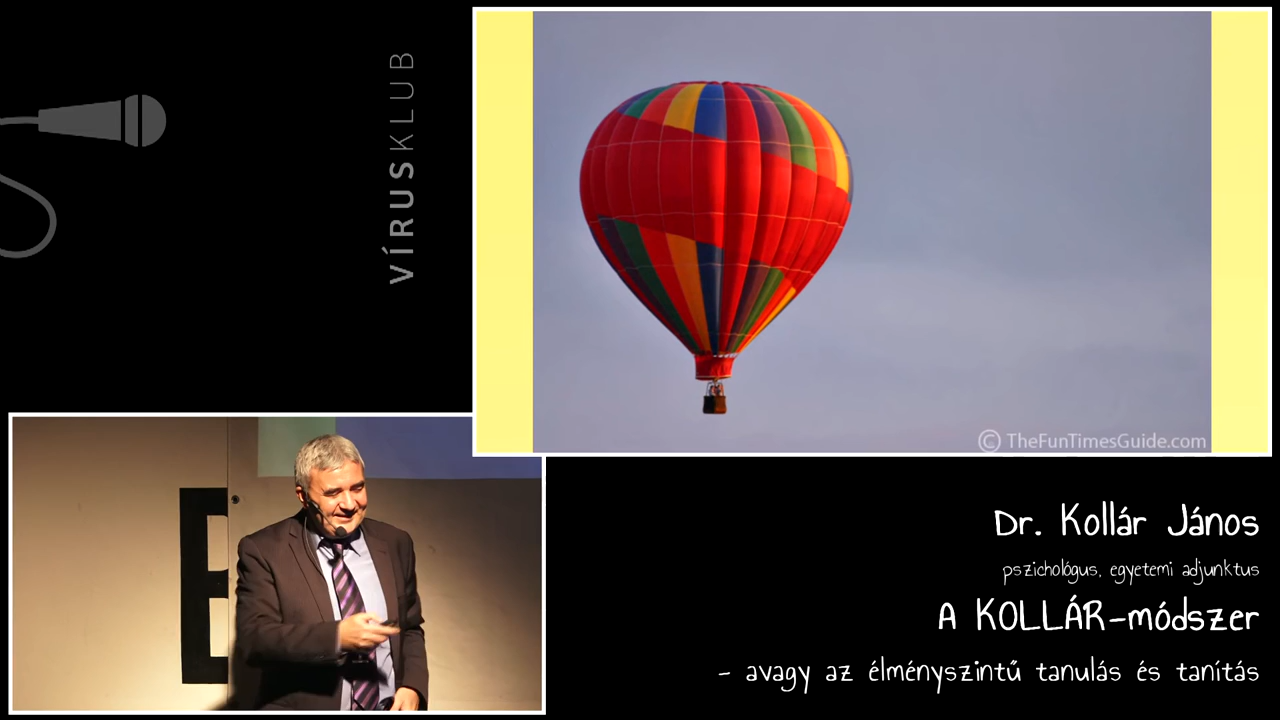 VÍRUSKLUB
© TheFunTimesGuide.com
E
Dr. Kollár János
pszichológus, egyetemi adjunktus
A KOLLÁR-módszer
- avagy az élményszintű tanulás és tanítás